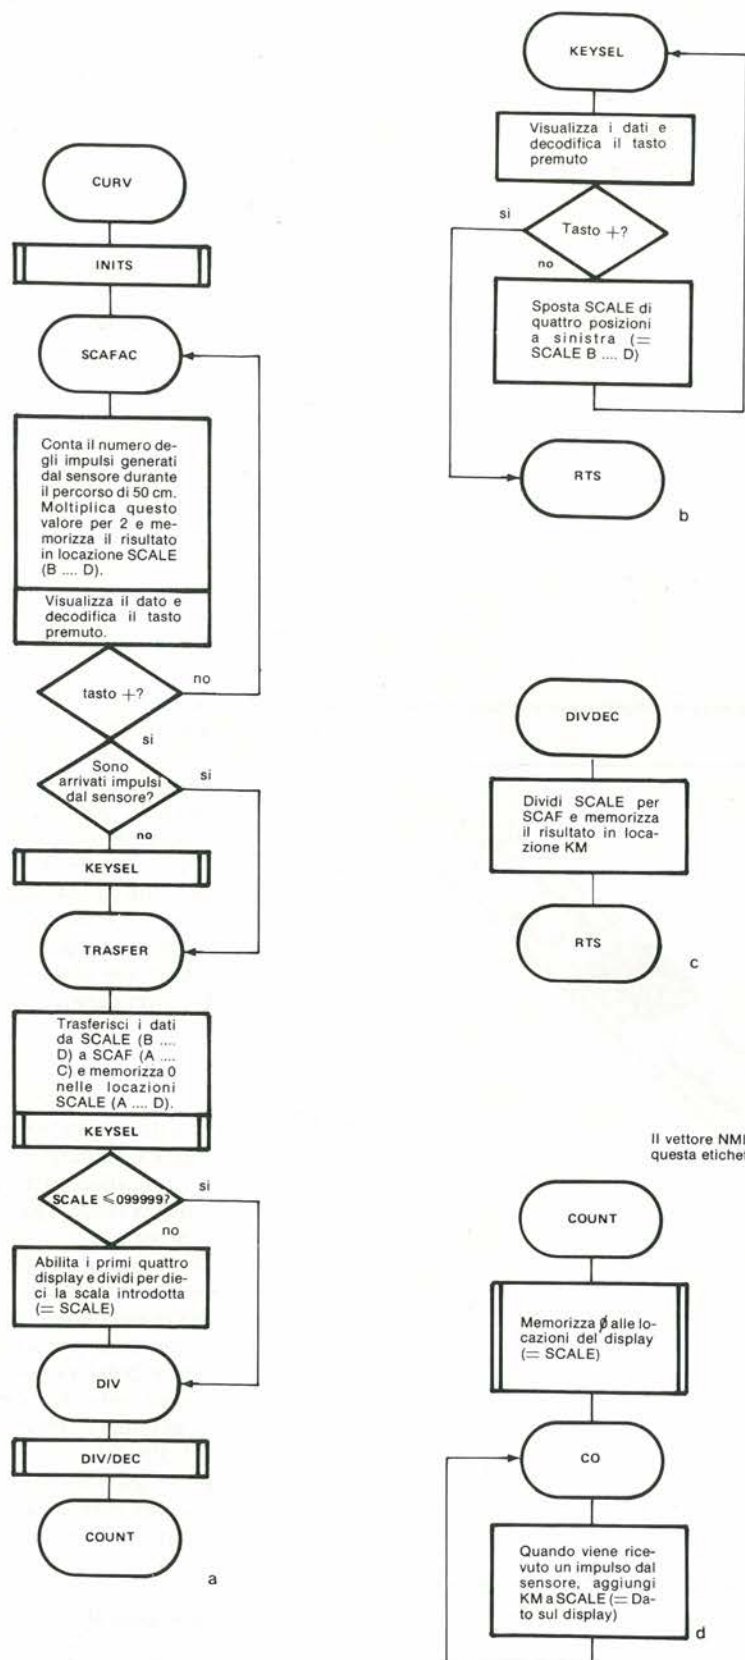 CURV
INITS
SCAFAC
Conta il numero de-
gli impulsi generati
dal sensore durante
il percorso di 50 cm.
Moltiplica questo
valore per 2 e me-
morizza il risultato
in locazione SCALE
(B .... D).
Visualizza il dato e
decodifica il tasto
premuto.
tasto +?
no
si
Sono
arrivati impulsi
dal sensore?
si
no
KEYSEL
TRASFER
Trasferisci i dati
da SCALE (B ....
D) a SCAF (A ....
C) e memorizza 0
nelle locazioni
SCALE (A .... D).
KEYSEL
SCALE ≤099999?
si
no
Abilita i primi quattro
display e dividi per die-
ci la scala introdotta
(= SCALE)
DIV
DIV/DEC
COUNT
a
KEYSEL
Visualizza i dati e
decodifica il tasto
premuto
si
Tasto +?
no
Sposta SCALE di
quattro posizioni
a sinistra (=
SCALE B .... D)
RTS
b
DIVDEC
Dividi SCALE per
SCAF e memorizza
il risultato in loca-
zione KM
RTS
c
Il vettore NMI
questa etichet
COUNT
Memorizza ∅ alle lo-
cazioni del display
(= SCALE)
CO
Quando viene rice-
vuto un impulso dal
sensore, aggiungi
KM a SCALE (= Da-
to sul display)
d